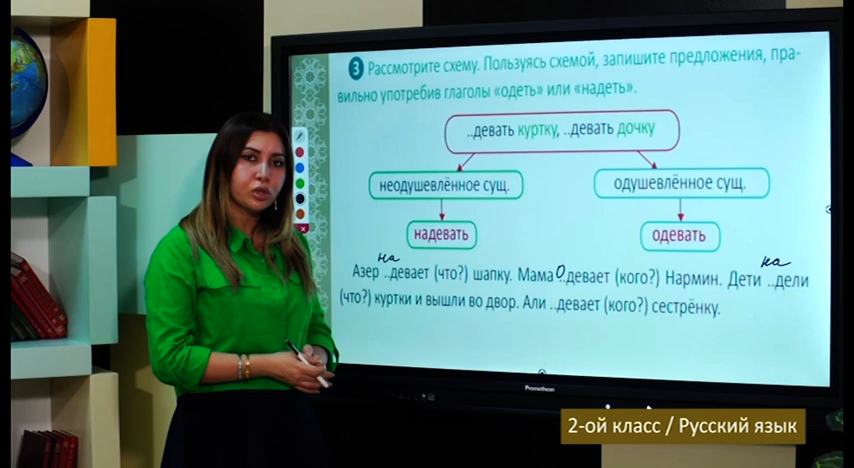 3 Рассмотрите схему. Пользуясь схемой, запишите предложения, пра-
вильно употребив глаголы «одеть» или «надеть».
..девать куртку, ..девать дочку
неодушевлённое сущ.
одушевлённое сущ.
надевать
одевать
на
О
на
Азер ..девает (что?) шапку. Мама ..девает (кого?) Нармин. Дети ..дели
(что?) куртки и вышли во двор. Али ..девает (кого?) сестрёнку.
Promethean
2-ой класс / Русский язык